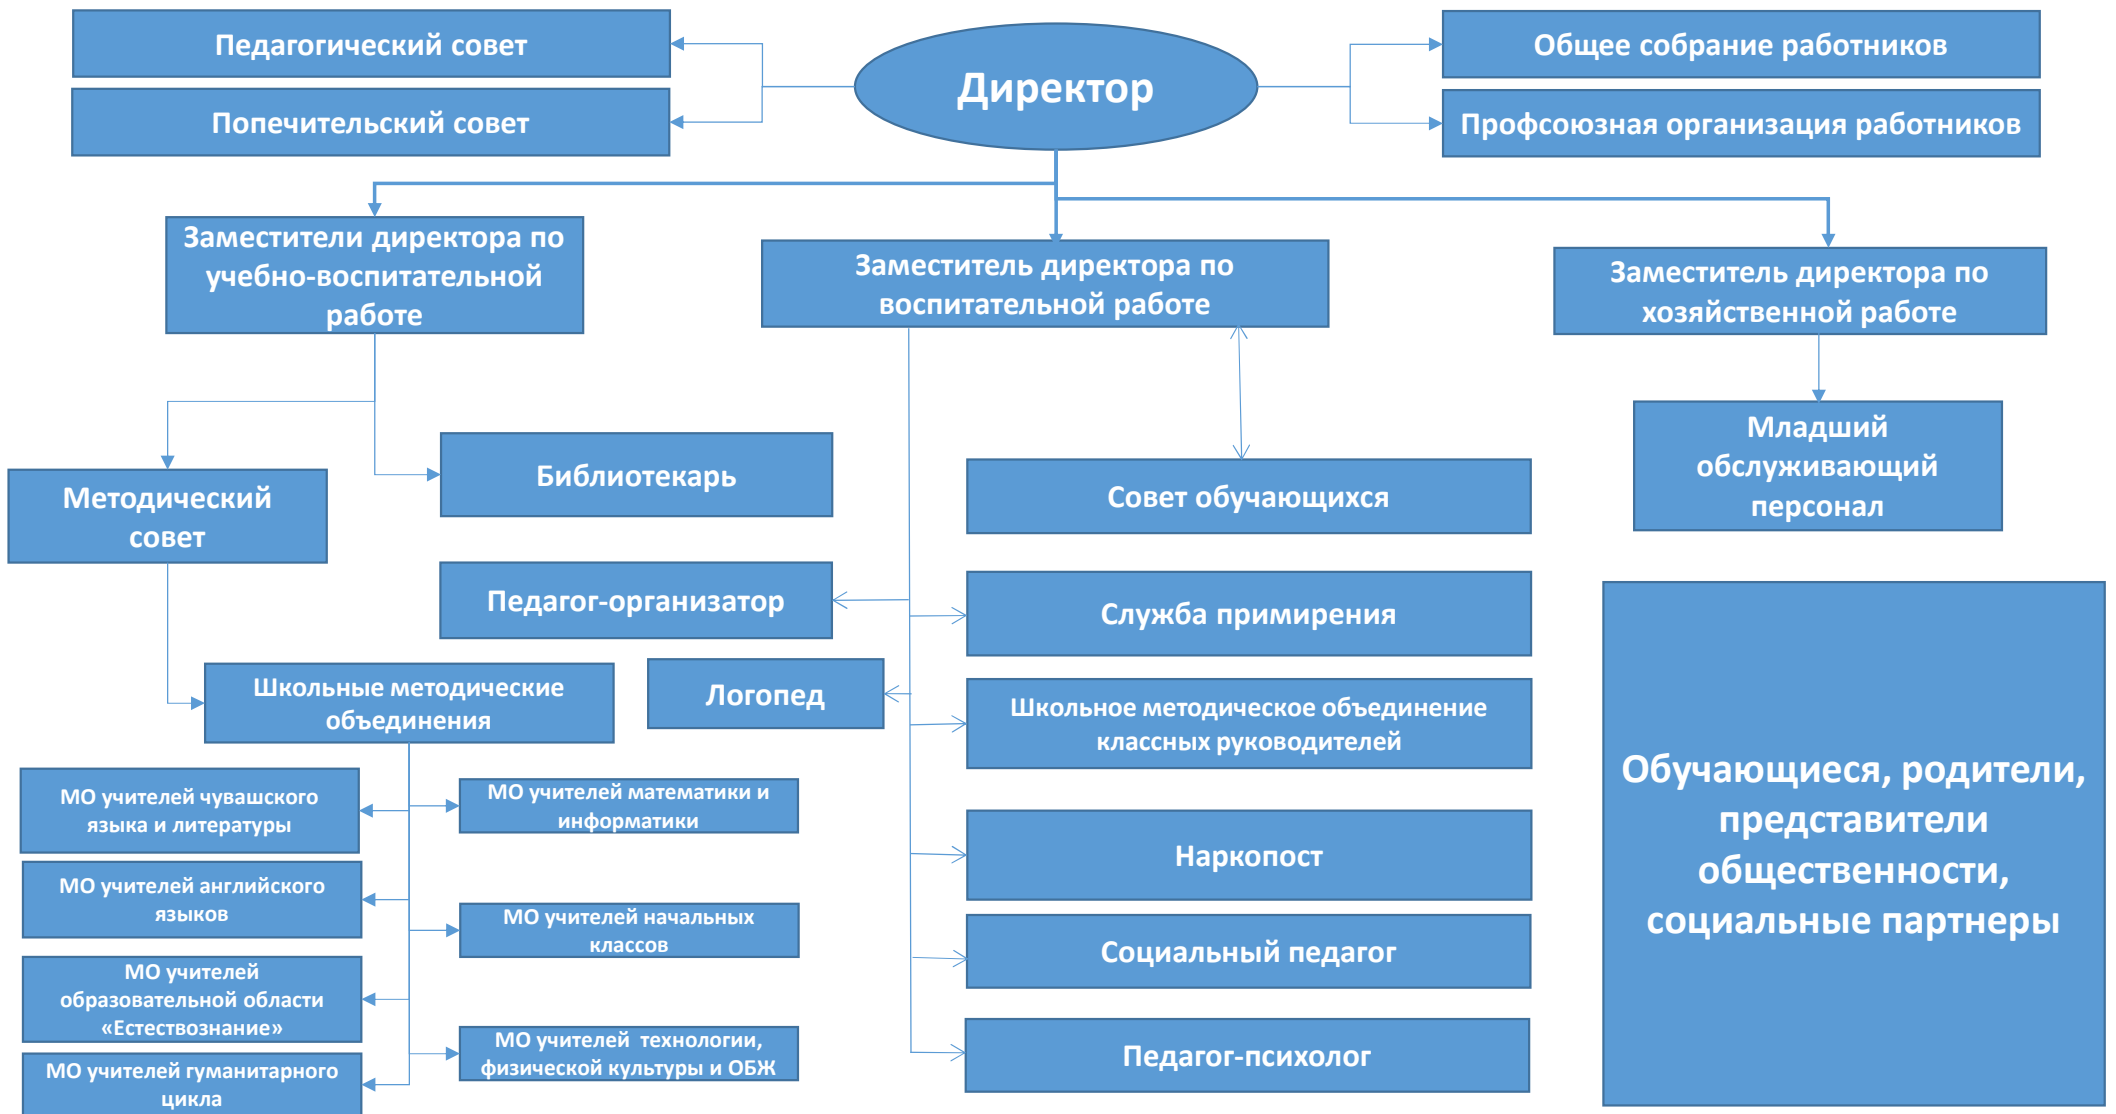 Педагогический совет
Попечительский совет
Директор
Общее собрание работников
Профсоюзная организация работников
Заместители директора по
учебно-воспитательной
работе
Заместитель директора по
воспитательной работе
Заместитель директора по
хозяйственной работе
Методический
совет
Библиотекарь
Совет обучающихся
Младший
обслуживающий
персонал
Педагог-организатор
Служба примирения
Школьные методические
объединения
Логопед
Школьное методическое объединение
классных руководителей
МО учителей чувашского
языка и литературы
МО учителей математики и
информатики
МО учителей английского
языков
МО учителей начальных
классов
МО учителей
образовательной области
«Естествознание»
МО учителей  технологии,
физической культуры и ОБЖ
МО учителей гуманитарного
цикла
Наркопост
Социальный педагог
Педагог-психолог
Обучающиеся, родители,
представители
общественности,
социальные партнеры